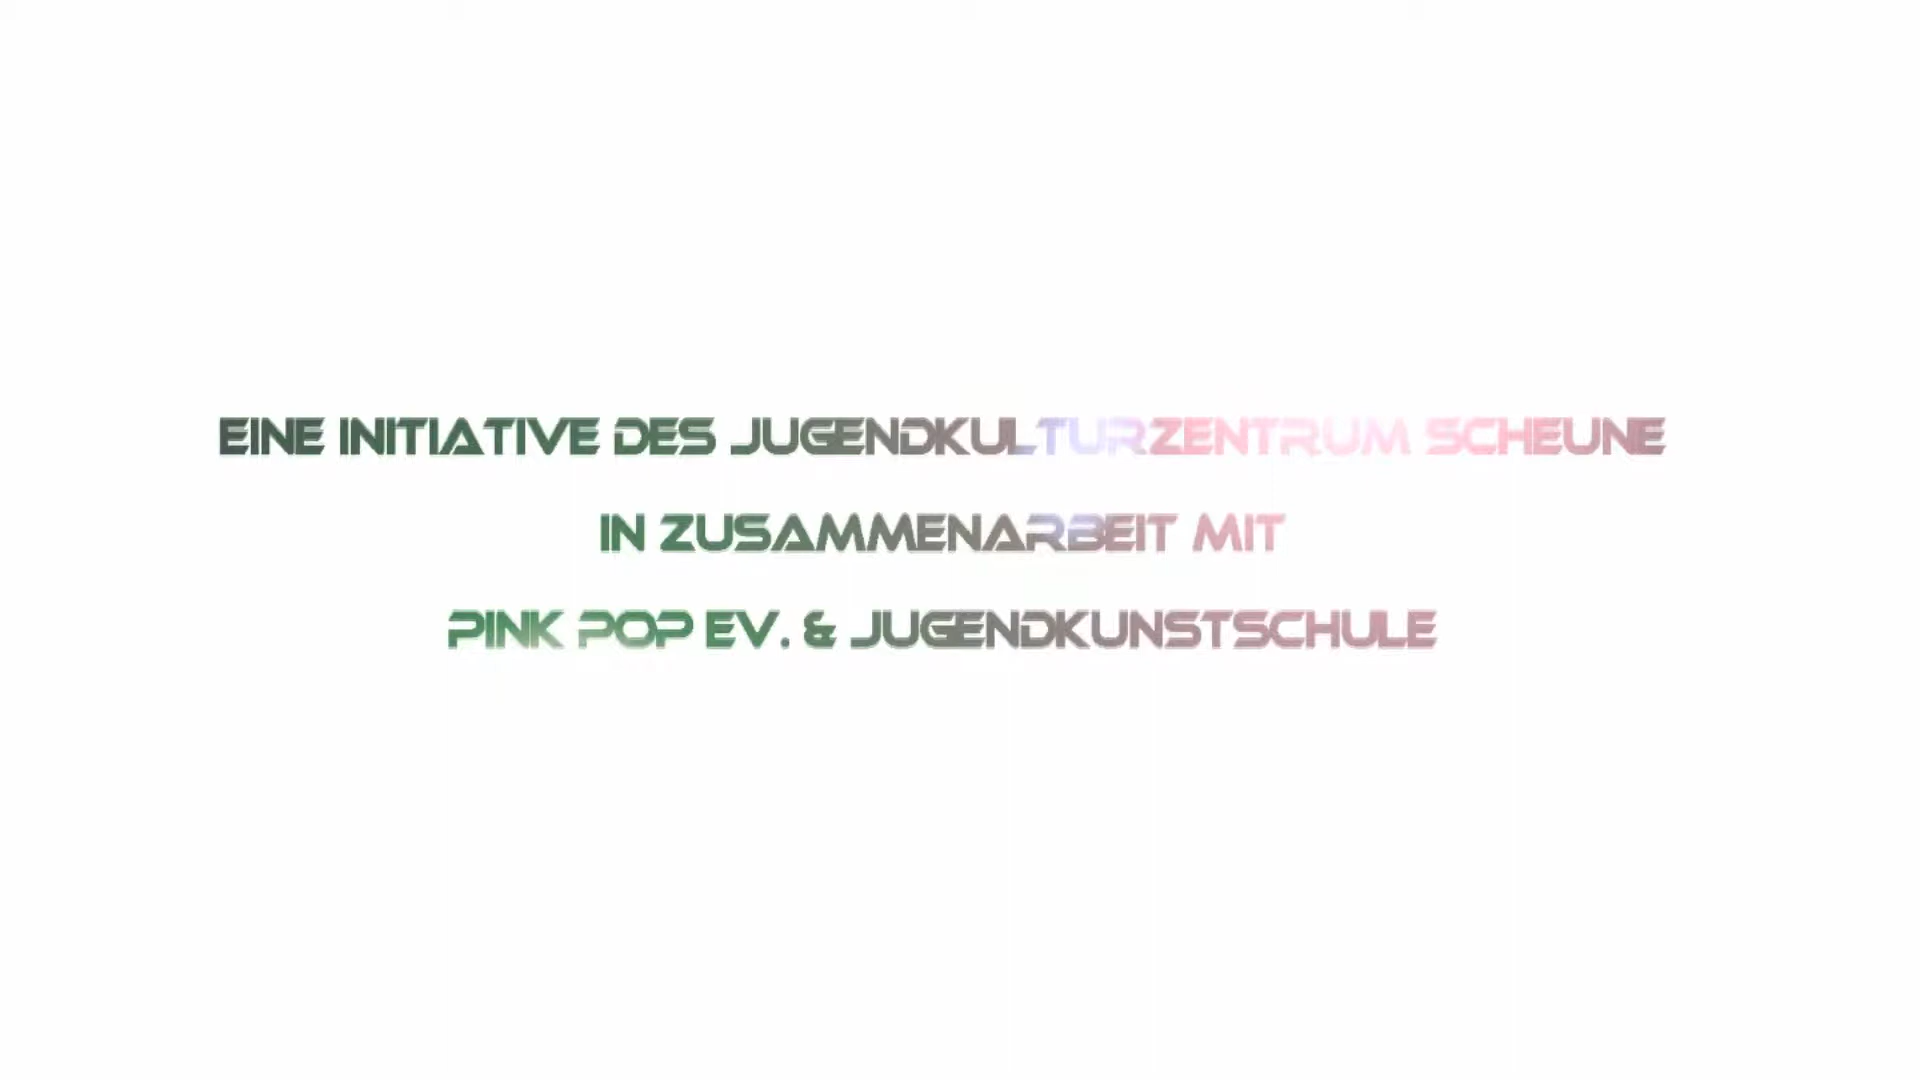 EINE INITIATIVE DES JUGENDKULTURZENTRUM SCHEUNE
IN ZUSAMMENARBEIT MIT
PINK POP EV. & JUGENDKUNSTSCHULE